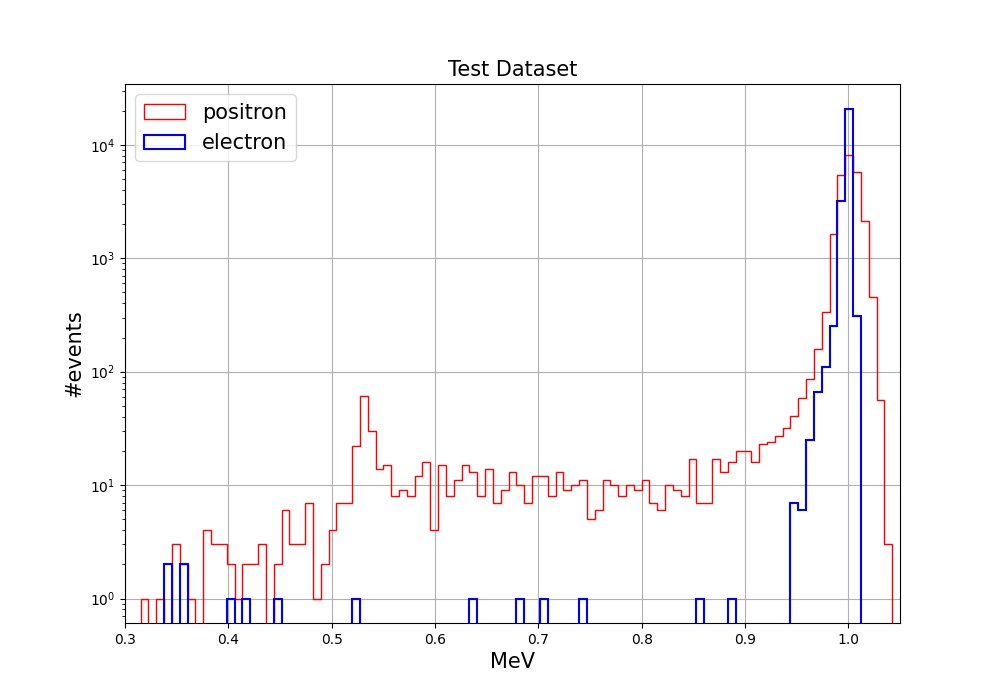 Test Dataset
positron
electron
#events
10⁴
10³
10²
10¹
10⁰
0.3 0.4 0.5 0.6 0.7 0.8 0.9 1.0
MeV